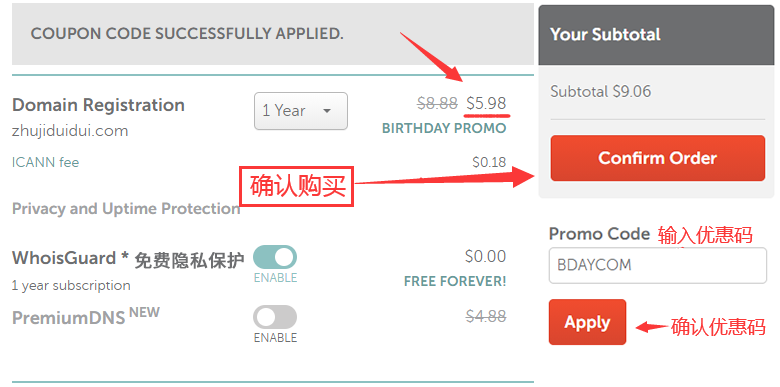 COUPON CODE SUCCESSFULLY APPLIED.
Domain Registration
zhujiduidui.com
1 Year
$8.88 $5.98
BIRTHDAY PROMO
ICANN fee
$0.18
确认购买
Privacy and Uptime Protection
WhoisGuard * 免费隐私保护
1 year subscription
ENABLE
$0.00
FREE FOREVER!
PremiumDNS NEW
ENABLE
$4.88
Your Subtotal
Subtotal $9.06
Confirm Order
Promo Code 输入优惠码
BDAYCOM
Apply
确认优惠码